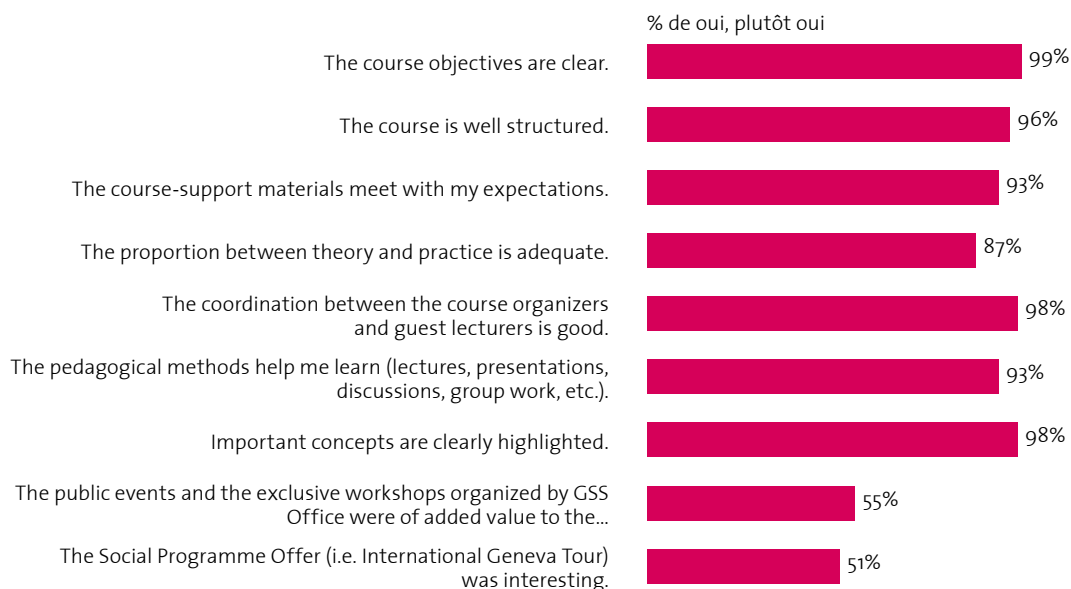 % de oui, plutôt oui
The course objectives are clear.
99%
The course is well structured.
96%
The course-support materials meet with my expectations.
93%
The proportion between theory and practice is adequate.
87%
The coordination between the course organizers
and guest lecturers is good.
98%
The pedagogical methods help me learn (lectures, presentations,
discussions, group work, etc.).
93%
Important concepts are clearly highlighted.
98%
The public events and the exclusive workshops organized by GSS
Office were of added value to the...
55%
The Social Programme Offer (i.e. International Geneva Tour)
was interesting.
51%